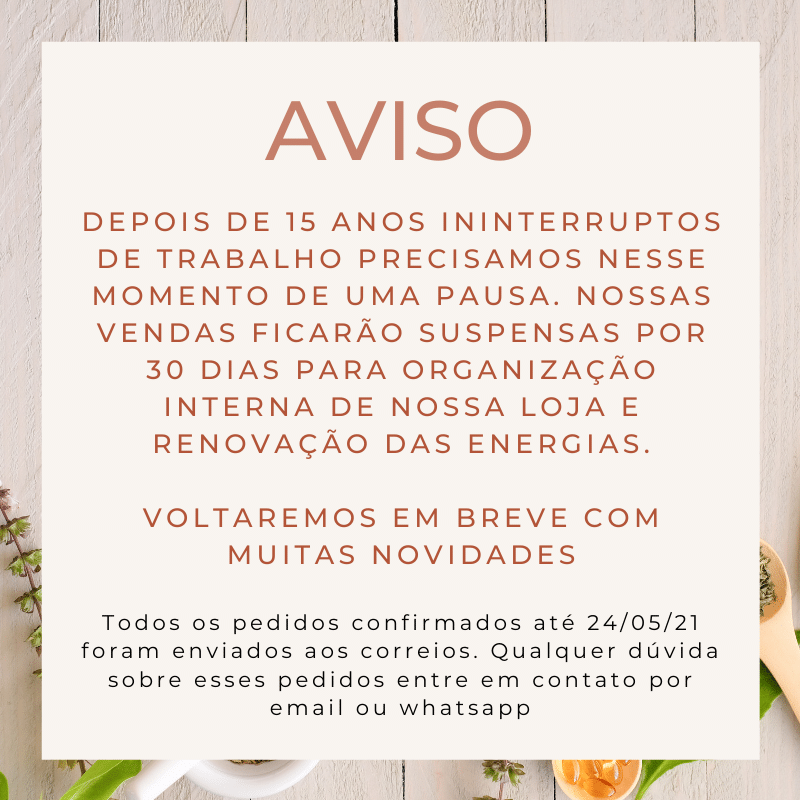 AVISO
DEPOIS DE 15 ANOS ININTERRUPTOS
DE TRABALHO PRECISAMOS NESSE
MOMENTO DE UMA PAUSA. NOSSAS
VENDAS FICARÃO SUSPENSAS POR
30 DIAS PARA ORGANIZAÇÃO
INTERNA DE NOSSA LOJA E
RENOVAÇÃO DAS ENERGIAS.
VOLTAREMOS EM BREVE COM
MUITAS NOVIDADES
Todos os pedidos confirmados até 24/05/21
foram enviados aos correios. Qualquer dúvida
sobre esses pedidos entre em contato por
email ou whatsapp